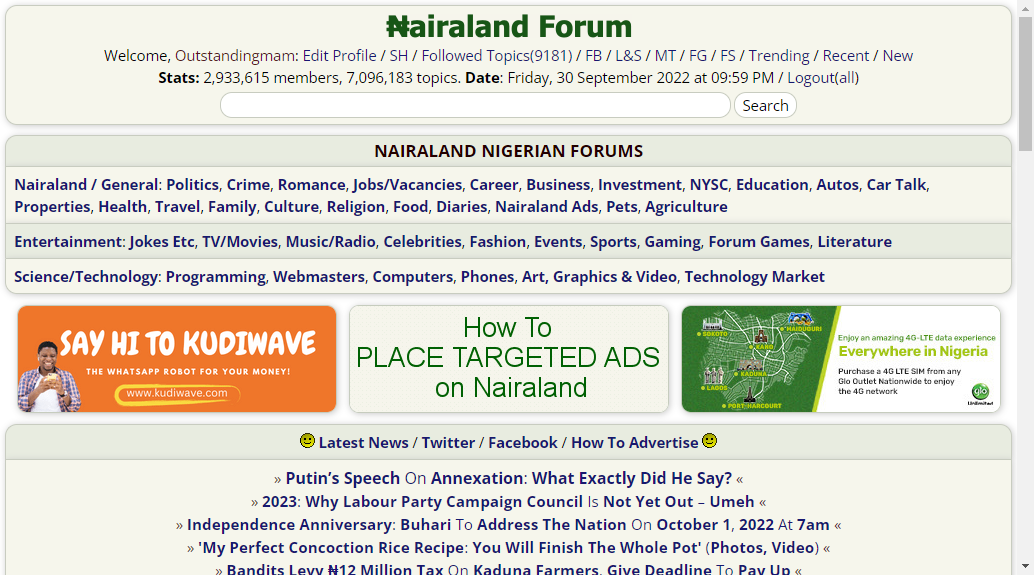 ₦airaland Forum
Welcome, Outstandingmam: Edit Profile / SH / Followed Topics(9181) / FB / L&S / MT / FG / FS / Trending / Recent / New
Stats: 2,933,615 members, 7,096,183 topics. Date: Friday, 30 September 2022 at 09:59 PM / Logout(all)
Search
NAIRALAND NIGERIAN FORUMS
Nairaland / General: Politics, Crime, Romance, Jobs/Vacancies, Career, Business, Investment, NYSC, Education, Autos, Car Talk,
Properties, Health, Travel, Family, Culture, Religion, Food, Diaries, Nairaland Ads, Pets, Agriculture
Entertainment: Jokes Etc, TV/Movies, Music/Radio, Celebrities, Fashion, Events, Sports, Gaming, Forum Games, Literature
Science/Technology: Programming, Webmasters, Computers, Phones, Art, Graphics & Video, Technology Market
SAY HI TO KUDIWAVE
THE WHATSAPP ROBOT FOR YOUR MONEY!
www.kudiwave.com
How To
PLACE TARGETED ADS
on Nairaland
SOKOTO
MAIDUGURI
KANO
KADUNA
LAGOS
PORT-HARCOURT
Enjoy an amazing 4G-LTE data experience
Everywhere in Nigeria
Purchase a 4G LTE SIM from any
Glo Outlet Nationwide to enjoy
the 4G network
glo
Unlimited
Latest News / Twitter / Facebook / How To Advertise
» Putin's Speech On Annexation: What Exactly Did He Say? «
» 2023: Why Labour Party Campaign Council Is Not Yet Out – Umeh «
» Independence Anniversary: Buhari To Address The Nation On October 1, 2022 At 7am «
» 'My Perfect Concoction Rice Recipe: You Will Finish The Whole Pot' (Photos, Video) «
» Bandits Levy ₦12 Million Tax On Kaduna Farmers, Give Deadline To Pay Up «